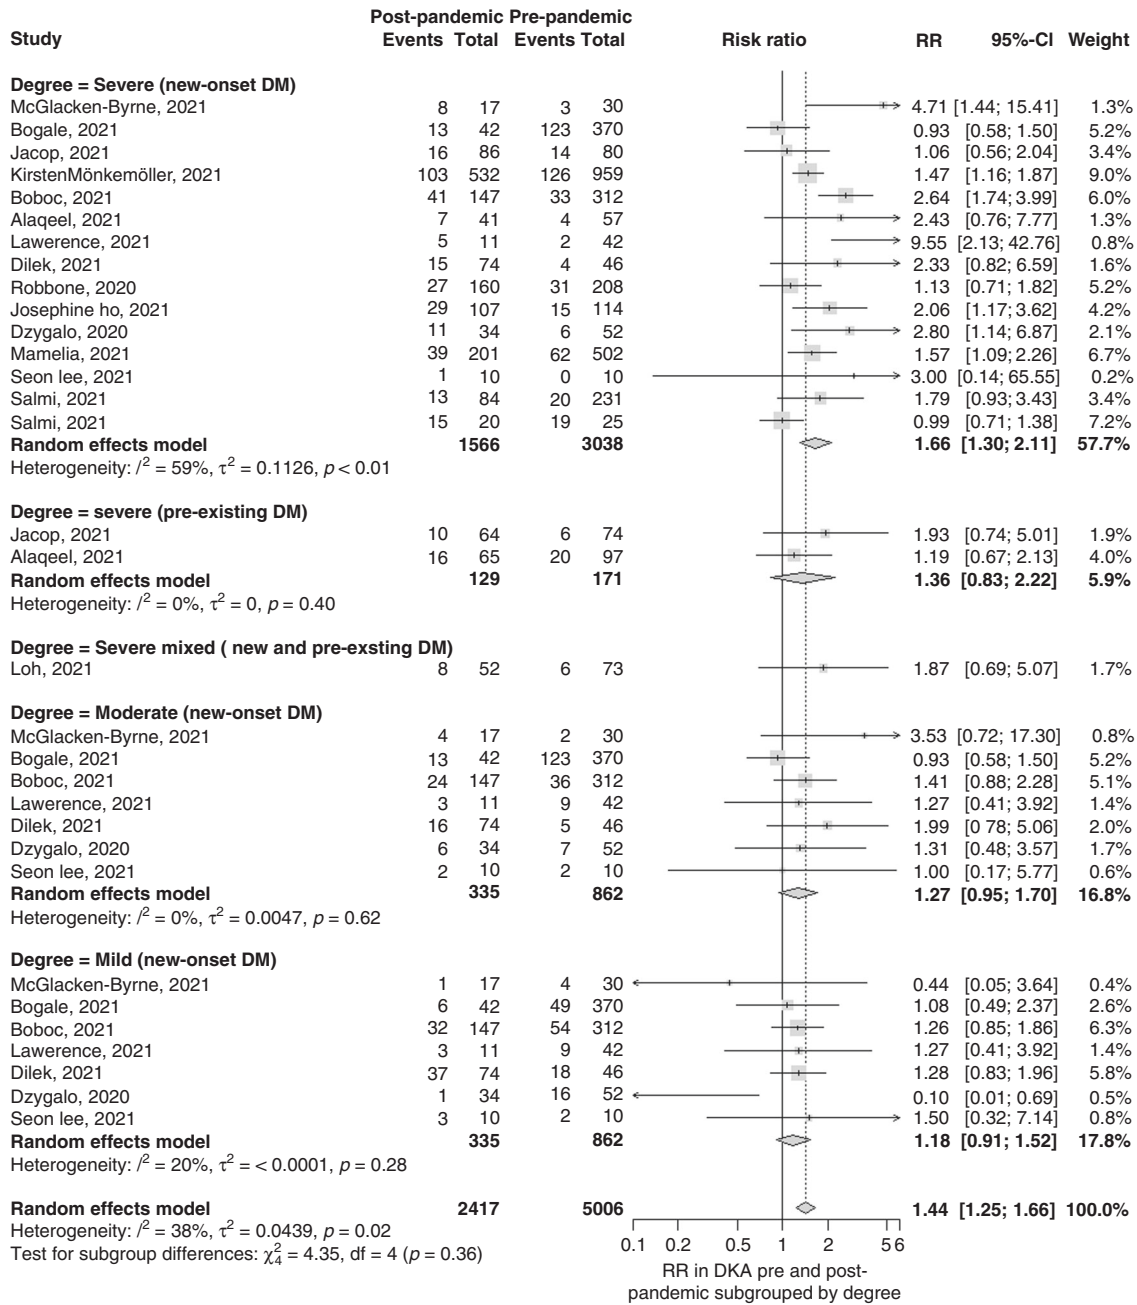 Post-pandemic Pre-pandemic
Study Events Total Events Total Risk ratio RR 95%-CI Weight
Degree = Severe (new-onset DM)
McGlacken-Byrne, 2021 8 17 3 30 4.71 [1.44; 15.41] 1.3%
Bogale, 2021 13 42 123 370 0.93 [0.58; 1.50] 5.2%
Jacop, 2021 16 86 14 80 1.06 [0.56; 2.04] 3.4%
KirstenMönkemöller, 2021 103 532 126 959 1.47 [1.16; 1.87] 9.0%
Boboc, 2021 41 147 33 312 2.64 [1.74; 3.99] 6.0%
Alaqeel, 2021 7 41 4 57 2.43 [0.76; 7.77] 1.3%
Lawerence, 2021 5 11 2 42 9.55 [2.13; 42.76] 0.8%
Dilek, 2021 15 74 4 46 2.33 [0.82; 6.59] 1.6%
Robbone, 2020 27 160 31 208 1.13 [0.71; 1.82] 5.2%
Josephine ho, 2021 29 107 15 114 2.06 [1.17; 3.62] 4.2%
Dzygalo, 2020 11 34 6 52 2.80 [1.14; 6.87] 2.1%
Mamelia, 2021 39 201 62 502 1.57 [1.09; 2.26] 6.7%
Seon lee, 2021 1 10 0 10 3.00 [0.14; 65.55] 0.2%
Salmi, 2021 13 84 20 231 1.79 [0.93; 3.43] 3.4%
Salmi, 2021 15 20 19 25 0.99 [0.71; 1.38] 7.2%
Random effects model 1566 3038 1.66 [1.30; 2.11] 57.7%
Heterogeneity: I² = 59%, τ² = 0.1126, p < 0.01
Degree = severe (pre-existing DM)
Jacop, 2021 10 64 6 74 1.93 [0.74; 5.01] 1.9%
Alaqeel, 2021 16 65 20 97 1.19 [0.67; 2.13] 4.0%
Random effects model 129 171 1.36 [0.83; 2.22] 5.9%
Heterogeneity: I² = 0%, τ² = 0, p = 0.40
Degree = Severe mixed ( new and pre-exsting DM)
Loh, 2021 8 52 6 73 1.87 [0.69; 5.07] 1.7%
Degree = Moderate (new-onset DM)
McGlacken-Byrne, 2021 4 17 2 30 3.53 [0.72; 17.30] 0.8%
Bogale, 2021 13 42 123 370 0.93 [0.58; 1.50] 5.2%
Boboc, 2021 24 147 36 312 1.41 [0.88; 2.28] 5.1%
Lawerence, 2021 3 11 9 42 1.27 [0.41; 3.92] 1.4%
Dilek, 2021 16 74 5 46 1.99 [0 78; 5.06] 2.0%
Dzygalo, 2020 6 34 7 52 1.31 [0.48; 3.57] 1.7%
Seon lee, 2021 2 10 2 10 1.00 [0.17; 5.77] 0.6%
Random effects model 335 862 1.27 [0.95; 1.70] 16.8%
Heterogeneity: I² = 0%, τ² = 0.0047, p = 0.62
Degree = Mild (new-onset DM)
McGlacken-Byrne, 2021 1 17 4 30 0.44 [0.05; 3.64] 0.4%
Bogale, 2021 6 42 49 370 1.08 [0.49; 2.37] 2.6%
Boboc, 2021 32 147 54 312 1.26 [0.85; 1.86] 6.3%
Lawerence, 2021 3 11 9 42 1.27 [0.41; 3.92] 1.4%
Dilek, 2021 37 74 18 46 1.28 [0.83; 1.96] 5.8%
Dzygalo, 2020 1 34 16 52 0.10 [0.01; 0.69] 0.5%
Seon lee, 2021 3 10 2 10 1.50 [0.32; 7.14] 0.8%
Random effects model 335 862 1.18 [0.91; 1.52] 17.8%
Heterogeneity: I² = 20%, τ² = < 0.0001, p = 0.28
Random effects model 2417 5006 1.44 [1.25; 1.66] 100.0%
Heterogeneity: I² = 38%, τ² = 0.0439, p = 0.02
Test for subgroup differences: χ²₄ = 4.35, df = 4 (p = 0.36)
0.1 0.2 0.5 1 2 5 6
RR in DKA pre and post-
pandemic subgrouped by degree